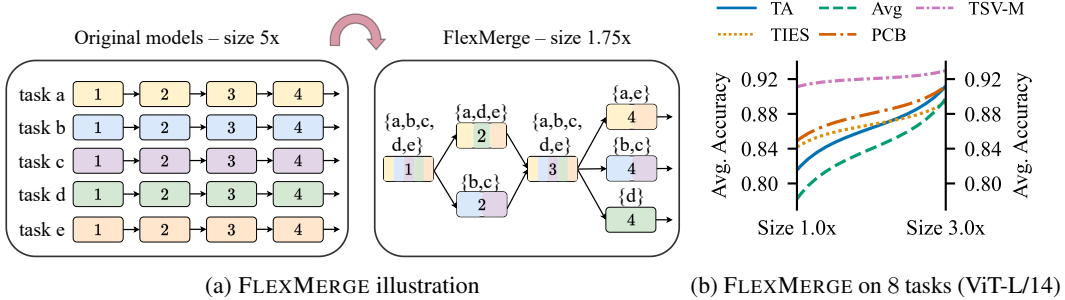 Original models – size 5x
FlexMerge – size 1.75x
task a 1 2 3 4
task b 1 2 3 4
task c 1 2 3 4
task d 1 2 3 4
task e 1 2 3 4
{a,b,c,
d,e}
1
{a,d,e}
2
{b,c}
2
{a,b,c,
d,e}
3
{a,e}
4
{b,c}
4
{d}
4
(a) FLEXMERGE illustration
TA Avg TSV-M
TIES PCB
Avg. Accuracy
0.92 0.92
0.88 0.88
0.84 0.84
0.80 0.80
Avg. Accuracy
Size 1.0x Size 3.0x
(b) FLEXMERGE on 8 tasks (ViT-L/14)